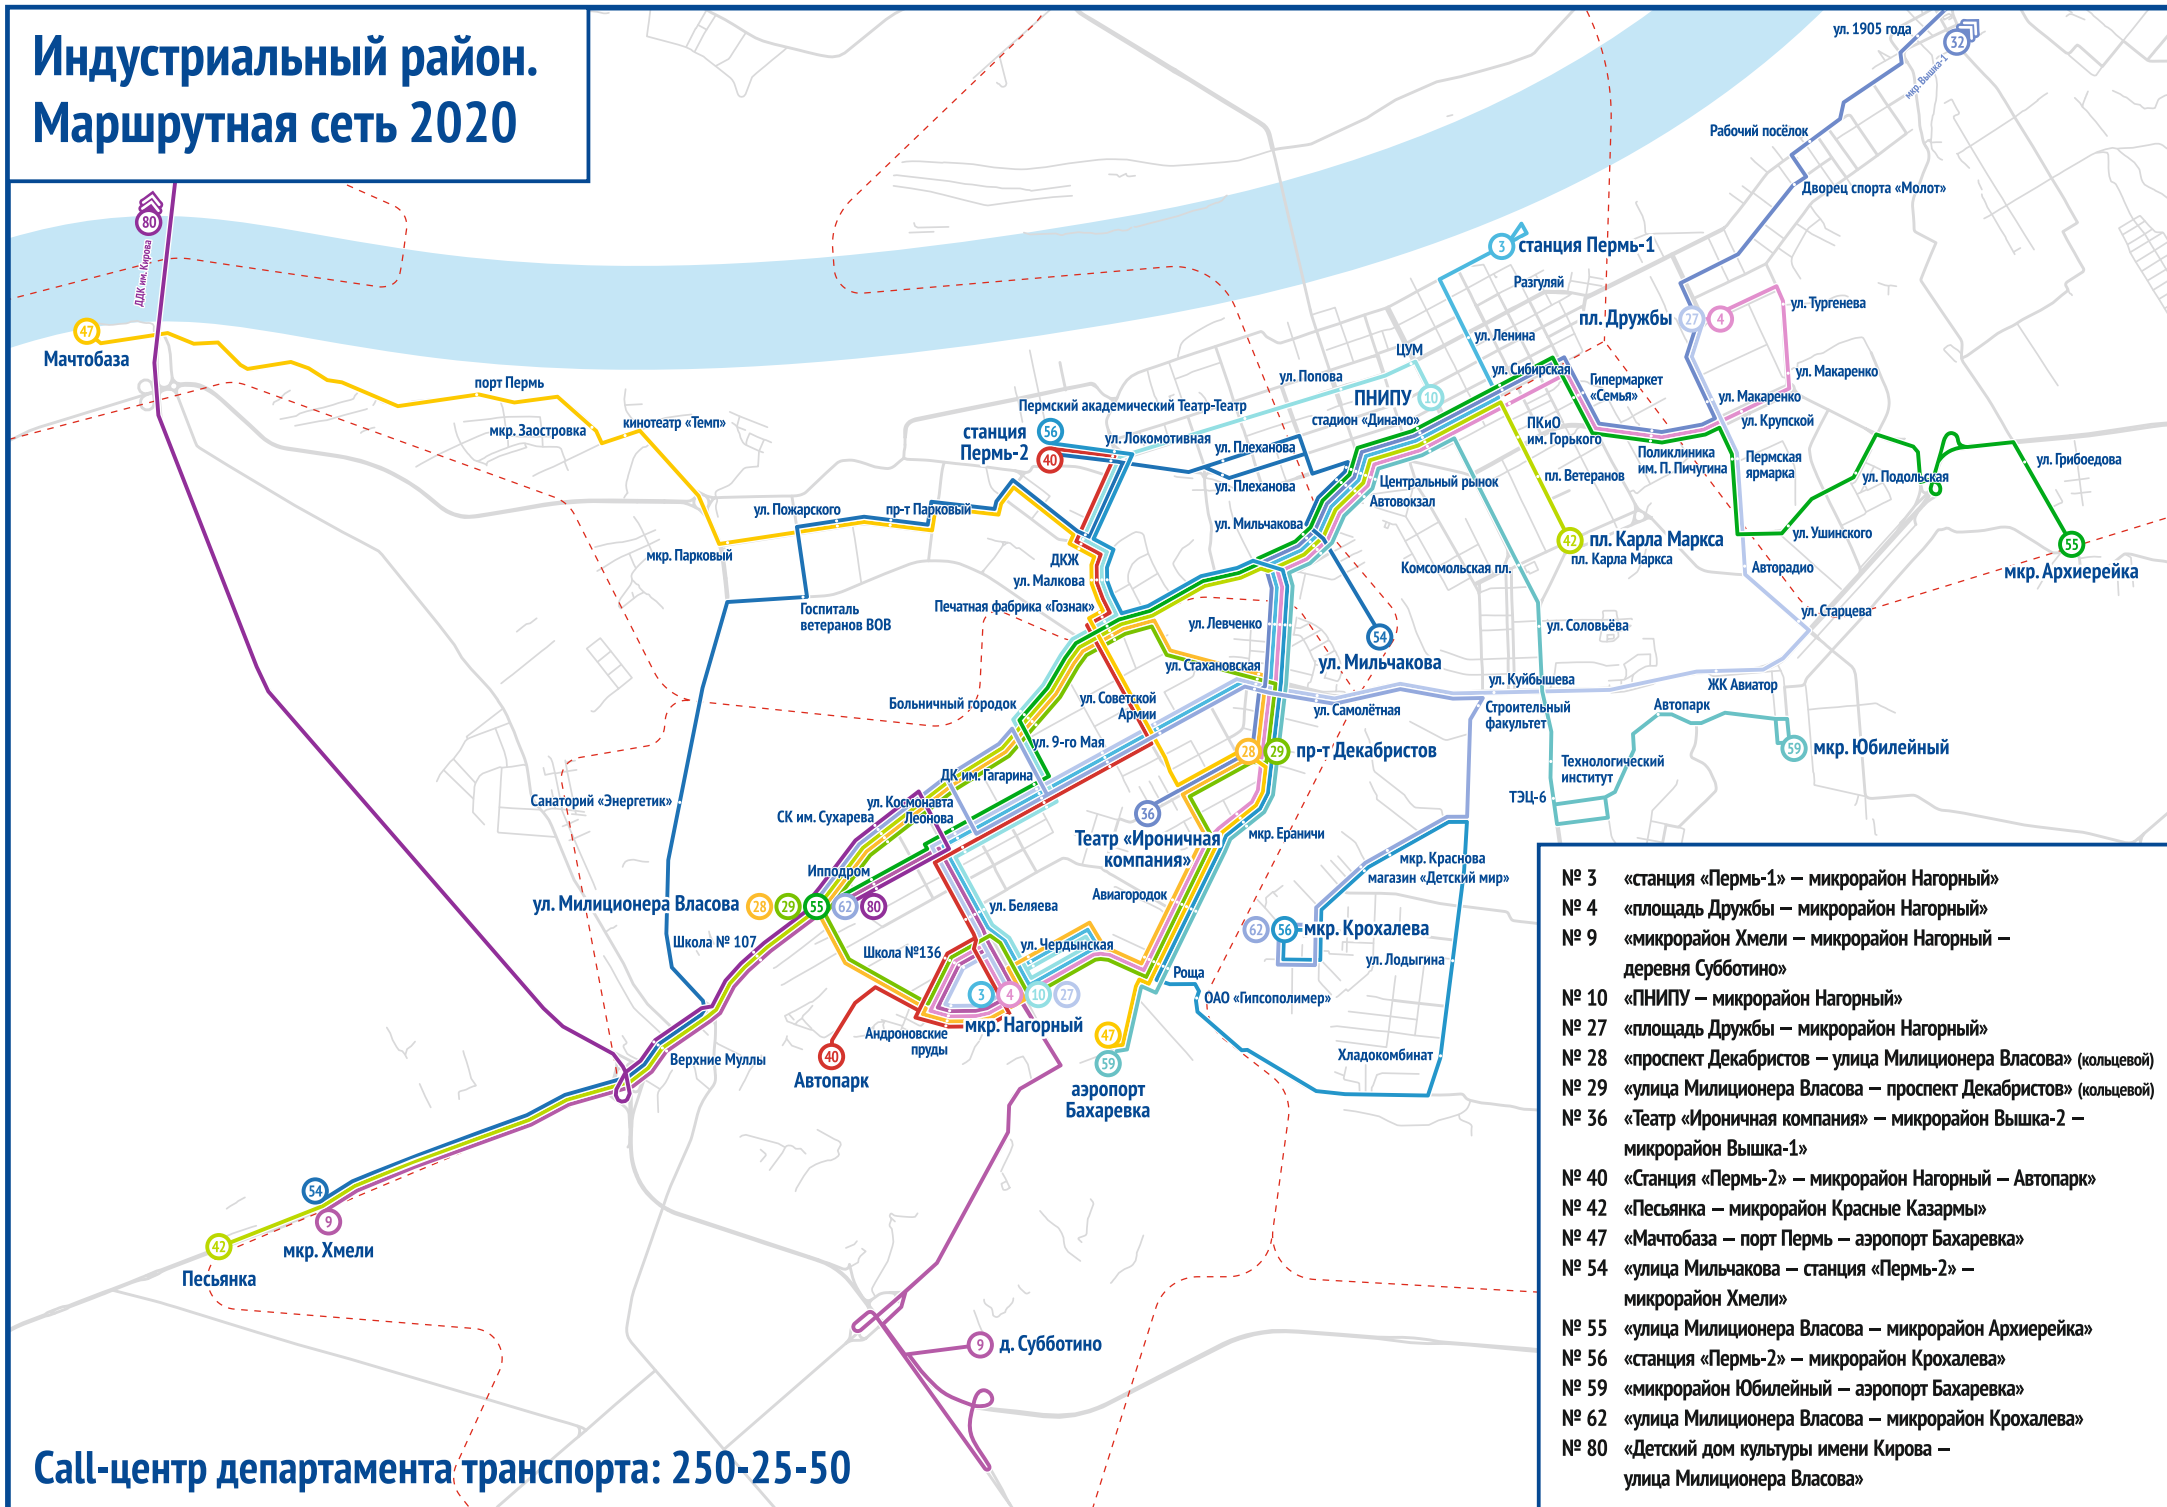 Индустриальный район.
Маршрутная сеть 2020
ул. 1905 года
32
мкр. Вышка-1
Рабочий посёлок
Дворец спорта «Молот»
80
ДДК им. Кирова
3
станция Пермь-1
Разгуляй
ул. Тургенева
пл. Дружбы
27
4
47
Мачтобаза
ул. Ленина
ЦУМ
ул. Сибирская
ул. Попова
Гипермаркет
«Семья»
ул. Макаренко
порт Пермь
ПНИПУ
10
ул. Макаренко
Пермский академический Театр-Театр
стадион «Динамо»
ПКиО
им. Горького
ул. Крупской
мкр. Заостровка
кинотеатр «Темп»
станция
Пермь-2
56
40
ул. Локомотивная
ул. Плеханова
Поликлиника
им. П. Пичугина
Пермская
ярмарка
ул. Грибоедова
ул. Плеханова
Центральный рынок
Автовокзал
пл. Ветеранов
ул. Подольская
ул. Пожарского
пр-т Парковый
ул. Мильчакова
42
пл. Карла Маркса
пл. Карла Маркса
ул. Ушинского
55
мкр. Архиерейка
мкр. Парковый
ДКЖ
ул. Малкова
Комсомольская пл.
Авторадио
Печатная фабрика «Гознак»
Госпиталь
ветеранов ВОВ
ул. Левченко
54
ул. Мильчакова
ул. Соловьёва
ул. Старцева
ул. Стахановская
ул. Куйбышева
ЖК Авиатор
Больничный городок
ул. Советской
Армии
ул. Самолётная
Строительный
факультет
Автопарк
ул. 9-го Мая
28
29
пр-т Декабристов
59
мкр. Юбилейный
ДК им. Гагарина
Технологический
институт
Санаторий «Энергетик»
ул. Космонавта
Леонова
СК им. Сухарева
36
Театр «Ироничная
компания»
мкр. Ераничи
ТЭЦ-6
мкр. Краснова
магазин «Детский мир»
Ипподром
Авиагородок
ул. Милиционера Власова
28
29
55
62
80
ул. Беляева
62
56
мкр. Крохалева
Школа № 107
Школа №136
ул. Чердынская
ул. Лодыгина
Роща
ОАО «Гипсополимер»
3
4
10
27
мкр. Нагорный
Андроновские
пруды
47
59
аэропорт
Бахаревка
Хладокомбинат
Верхние Муллы
40
Автопарк
54
9
мкр. Хмели
42
Песьянка
9
д. Субботино
№ 3 «станция «Пермь-1» – микрорайон Нагорный»
№ 4 «площадь Дружбы – микрорайон Нагорный»
№ 9 «микрорайон Хмели – микрорайон Нагорный –
деревня Субботино»
№ 10 «ПНИПУ – микрорайон Нагорный»
№ 27 «площадь Дружбы – микрорайон Нагорный»
№ 28 «проспект Декабристов – улица Милиционера Власова» (кольцевой)
№ 29 «улица Милиционера Власова – проспект Декабристов» (кольцевой)
№ 36 «Театр «Ироничная компания» – микрорайон Вышка-2 –
микрорайон Вышка-1»
№ 40 «Станция «Пермь-2» – микрорайон Нагорный – Автопарк»
№ 42 «Песьянка – микрорайон Красные Казармы»
№ 47 «Мачтобаза – порт Пермь – аэропорт Бахаревка»
№ 54 «улица Мильчакова – станция «Пермь-2» –
микрорайон Хмели»
№ 55 «улица Милиционера Власова – микрорайон Архиерейка»
№ 56 «станция «Пермь-2» – микрорайон Крохалева»
№ 59 «микрорайон Юбилейный – аэропорт Бахаревка»
№ 62 «улица Милиционера Власова – микрорайон Крохалева»
№ 80 «Детский дом культуры имени Кирова –
улица Милиционера Власова»
Call-центр департамента транспорта: 250-25-50